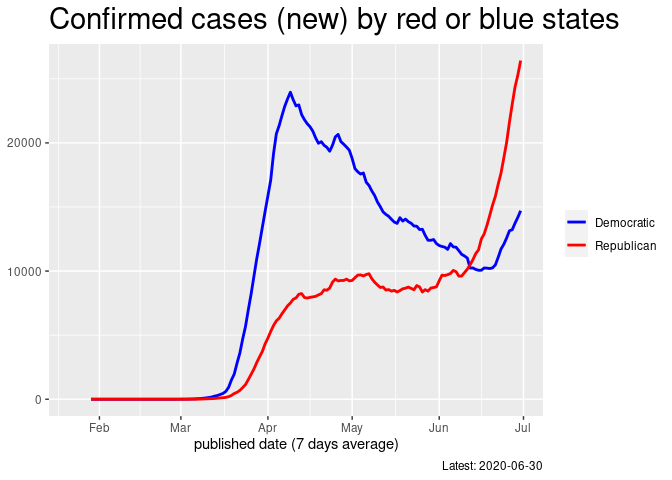 Confirmed cases (new) by red or blue states
20000
10000
0
Democratic
Republican
Feb Mar Apr May Jun Jul
published date (7 days average)
Latest: 2020-06-30